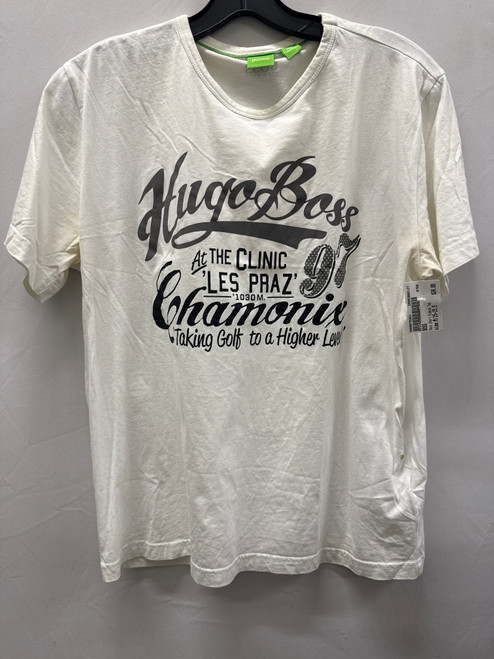 Hugo Boss
97
At THE CLINIC
'LES PRAZ'
'1030M.
Chamonix
"Taking Golf to a Higher Level"